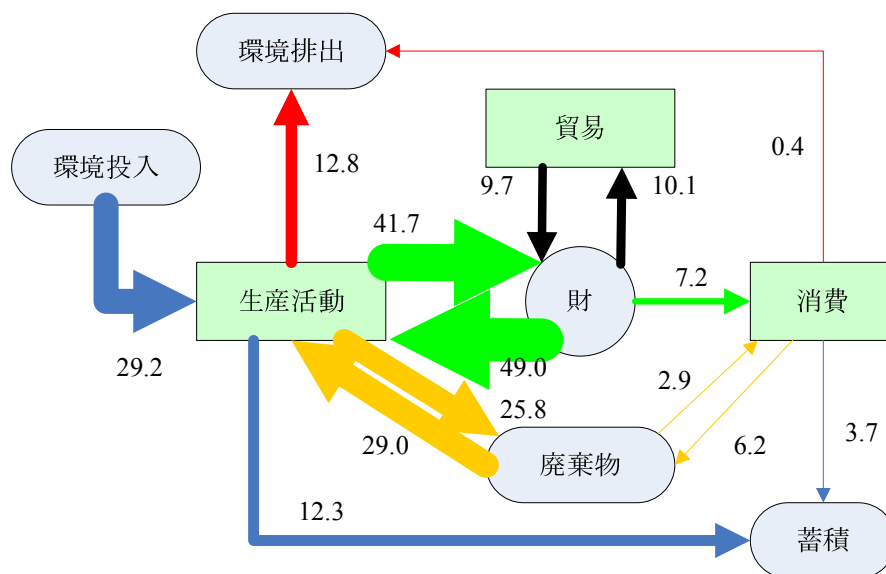 環境排出
貿易
0.4
環境投入
12.8
9.7
10.1
41.7
生産活動
財
7.2
消費
29.2
49.0
2.9
25.8
29.0
廃棄物
6.2
3.7
12.3
蓄積